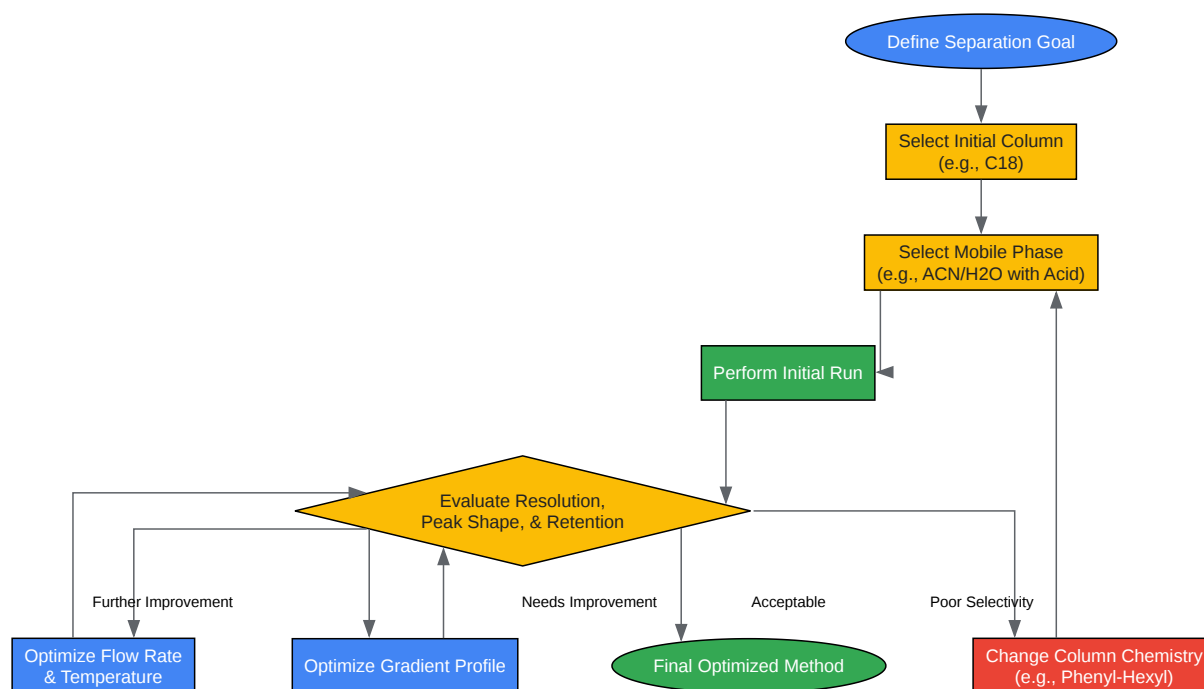 Define Separation Goal
Select Initial Column
(e.g., C18)
Select Mobile Phase
(e.g., ACN/H2O with Acid)
Perform Initial Run
Evaluate Resolution,
Peak Shape, & Retention
Further Improvement
Needs Improvement
Acceptable
Poor Selectivity
Optimize Flow Rate
& Temperature
Optimize Gradient Profile
Final Optimized Method
Change Column Chemistry
(e.g., Phenyl-Hexyl)